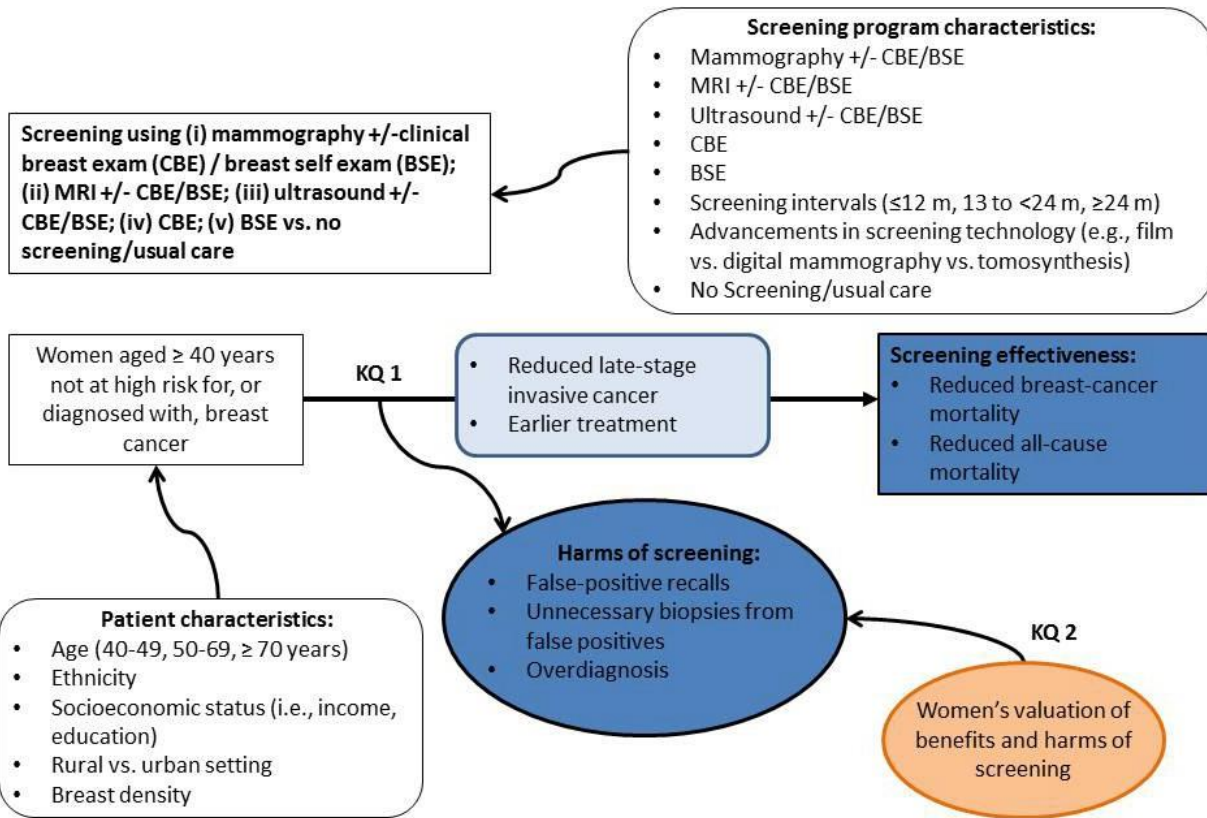 Screening program characteristics:
• Mammography +/- CBE/BSE
• MRI +/- CBE/BSE
• Ultrasound +/- CBE/BSE
• CBE
• BSE
• Screening intervals (≤12 m, 13 to <24 m, ≥24 m)
• Advancements in screening technology (e.g., film
vs. digital mammography vs. tomosynthesis)
• No Screening/usual care
Screening using (i) mammography +/-clinical
breast exam (CBE) / breast self exam (BSE);
(ii) MRI +/- CBE/BSE; (iii) ultrasound +/-
CBE/BSE; (iv) CBE; (v) BSE vs. no
screening/usual care
Women aged ≥ 40 years
not at high risk for, or
diagnosed with, breast
cancer
KQ 1
• Reduced late-stage
invasive cancer
• Earlier treatment
Screening effectiveness:
• Reduced breast-cancer
mortality
• Reduced all-cause
mortality
Harms of screening:
• False-positive recalls
• Unnecessary biopsies from
false positives
• Overdiagnosis
KQ 2
Women's valuation of
benefits and harms of
screening
Patient characteristics:
• Age (40-49, 50-69, ≥ 70 years)
• Ethnicity
• Socioeconomic status (i.e., income,
education)
• Rural vs. urban setting
• Breast density